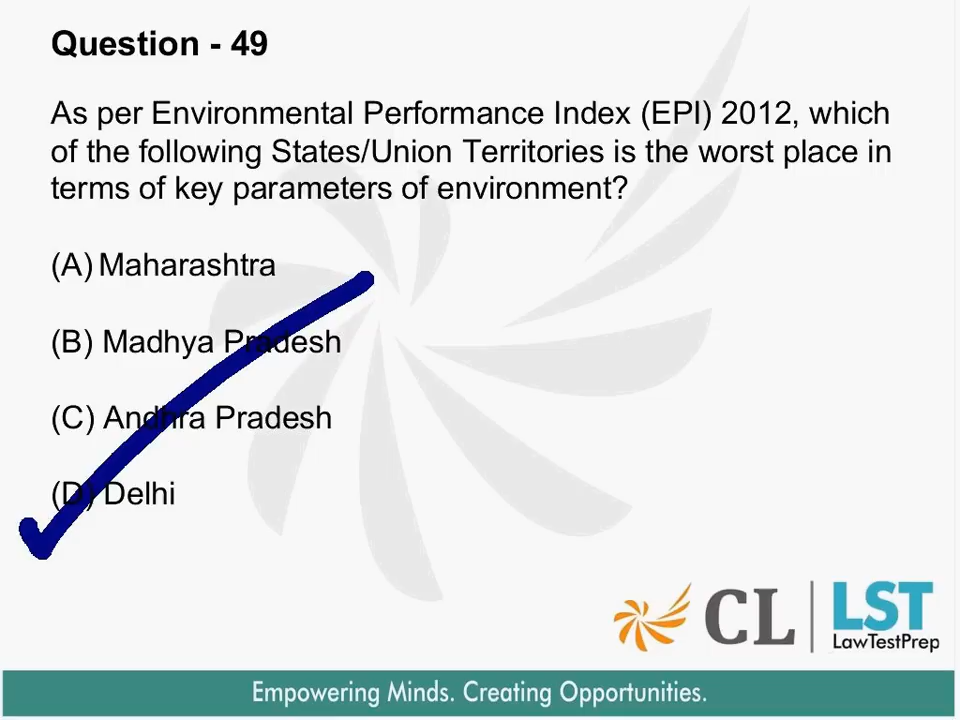 Question - 49
As per Environmental Performance Index (EPI) 2012, which
of the following States/Union Territories is the worst place in
terms of key parameters of environment?
(A) Maharashtra
(B) Madhya Pradesh
(C) Andhra Pradesh
(D) Delhi
CL LST
LawTestPrep
Empowering Minds. Creating Opportunities.